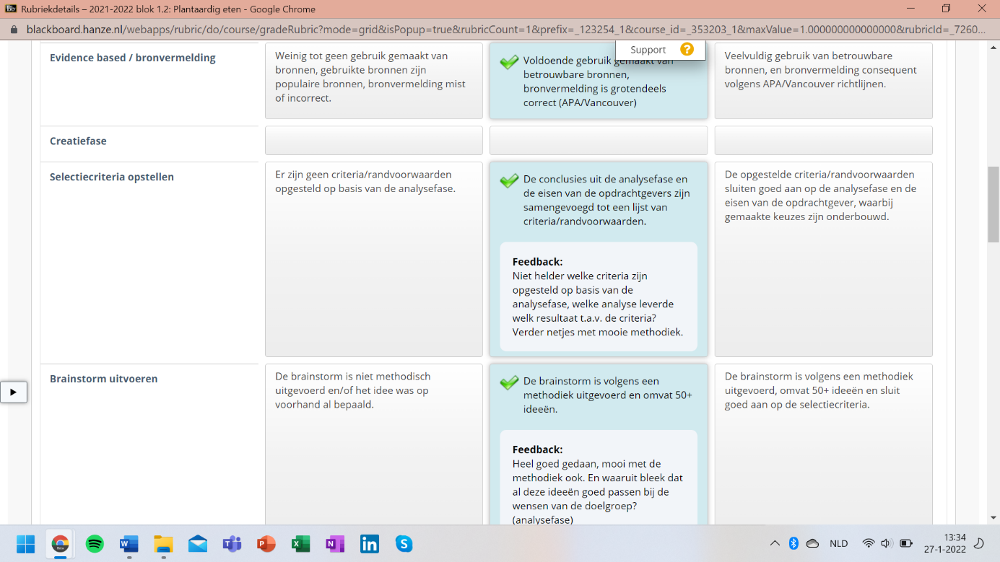 Rubriekdetails – 2021-2022 blok 1.2: Plantaardig eten - Google Chrome
blackboard.hanze.nl/webapps/rubric/do/course/gradeRubric?mode=grid&isPopup=true&rubricCount=1&prefix=_123254_1&course_id=_353203_1&maxValue=1.000000000000000&rubricId=_7260...
Support
Evidence based / bronvermelding
Weinig tot geen gebruik gemaakt van
bronnen, gebruikte bronnen zijn
populaire bronnen, bronvermelding mist
of incorrect.
Voldoende gebruik gemaakt van
betrouwbare bronnen,
bronvermelding is grotendeels
correct (APA/Vancouver)
Veelvuldig gebruik van betrouwbare
bronnen, en bronvermelding consequent
volgens APA/Vancouver richtlijnen.
Creatiefase
Selectiecriteria opstellen
Er zijn geen criteria/randvoorwaarden
opgesteld op basis van de analysefase.
De conclusies uit de analysefase en
de eisen van de opdrachtgevers zijn
samengevoegd tot een lijst van
criteria/randvoorwaarden.
Feedback:
Niet helder welke criteria zijn
opgesteld op basis van de
analysefase, welke analyse leverde
welk resultaat t.a.v. de criteria?
Verder netjes met mooie methodiek.
De opgestelde criteria/randvoorwaarden
sluiten goed aan op de analysefase en de
eisen van de opdrachtgever, waarbij
gemaakte keuzes zijn onderbouwd.
Brainstorm uitvoeren
De brainstorm is niet methodisch
uitgevoerd en/of het idee was op
voorhand al bepaald.
De brainstorm is volgens een
methodiek uitgevoerd en omvat 50+
ideeën.
Feedback:
Heel goed gedaan, mooi met de
methodiek ook. En waaruit bleek dat
al deze ideeën goed passen bij de
wensen van de doelgroep?
(analysefase)
De brainstorm is volgens een methodiek
uitgevoerd, omvat 50+ ideeën en sluit
goed aan op de selectiecriteria.
NLD
13:34
27-1-2022